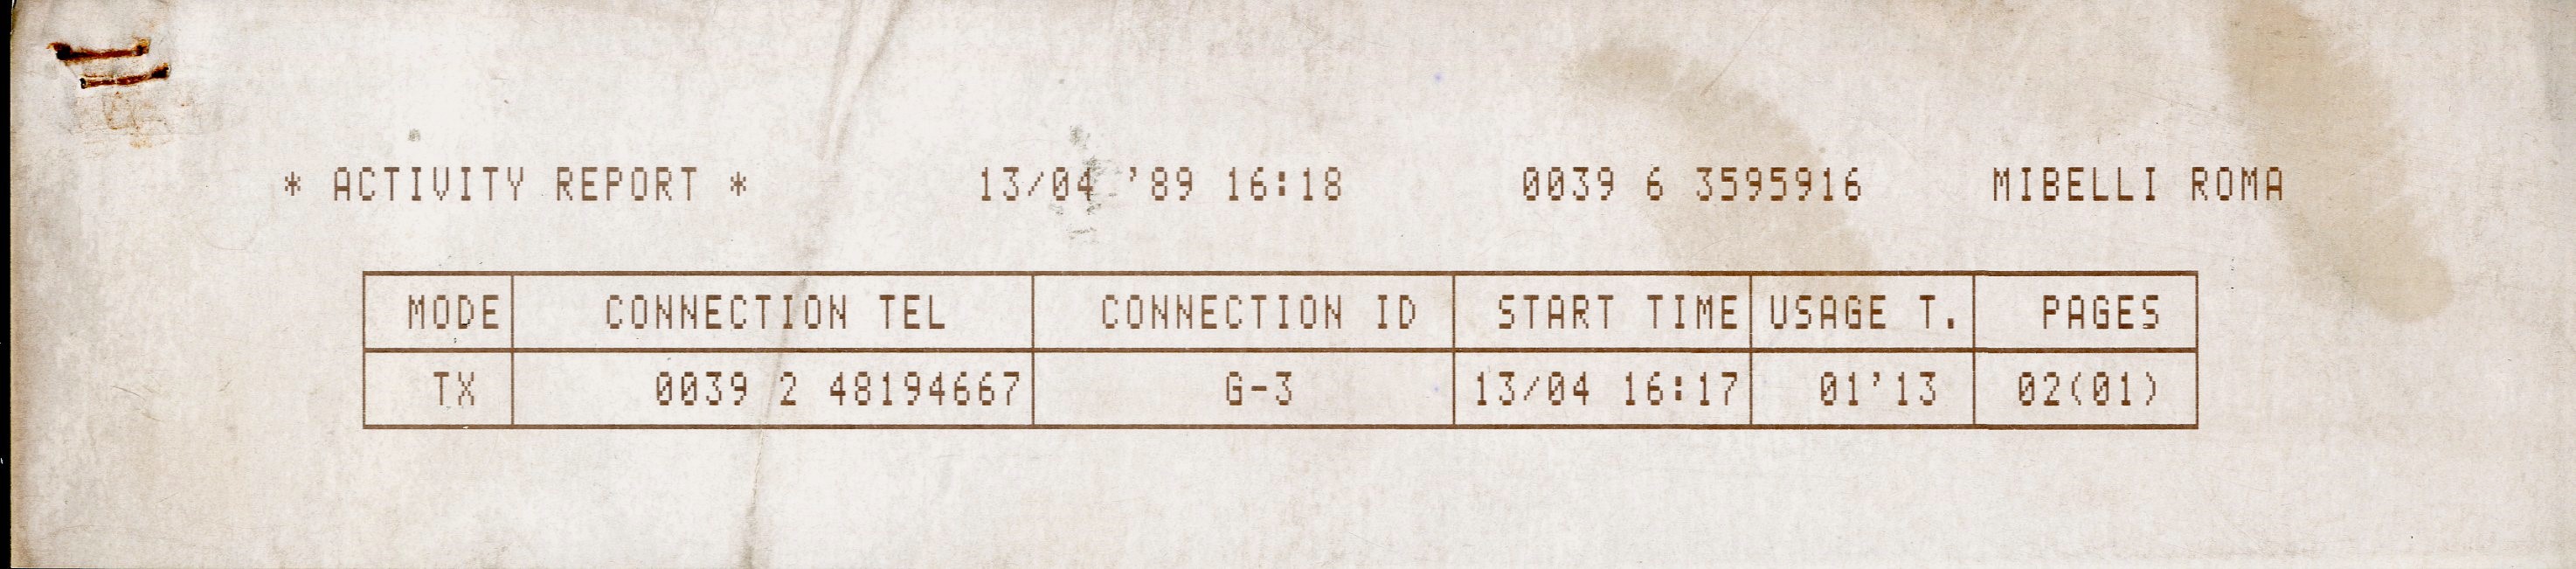 * ACTIVITY REPORT * 13/04 '89 16:18 0039 6 3595916 MIBELLI ROMA
MODE CONNECTION TEL CONNECTION ID START TIME USAGE T. PAGES
TX 0039 2 48194667 G-3 13/04 16:17 01'13 02(01)